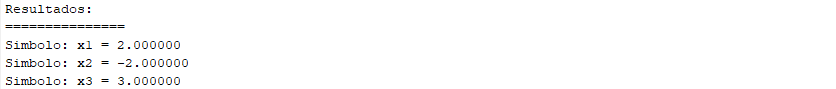 Resultados:
===============
Simbolo: x1 = 2.000000
Simbolo: x2 = -2.000000
Simbolo: x3 = 3.000000